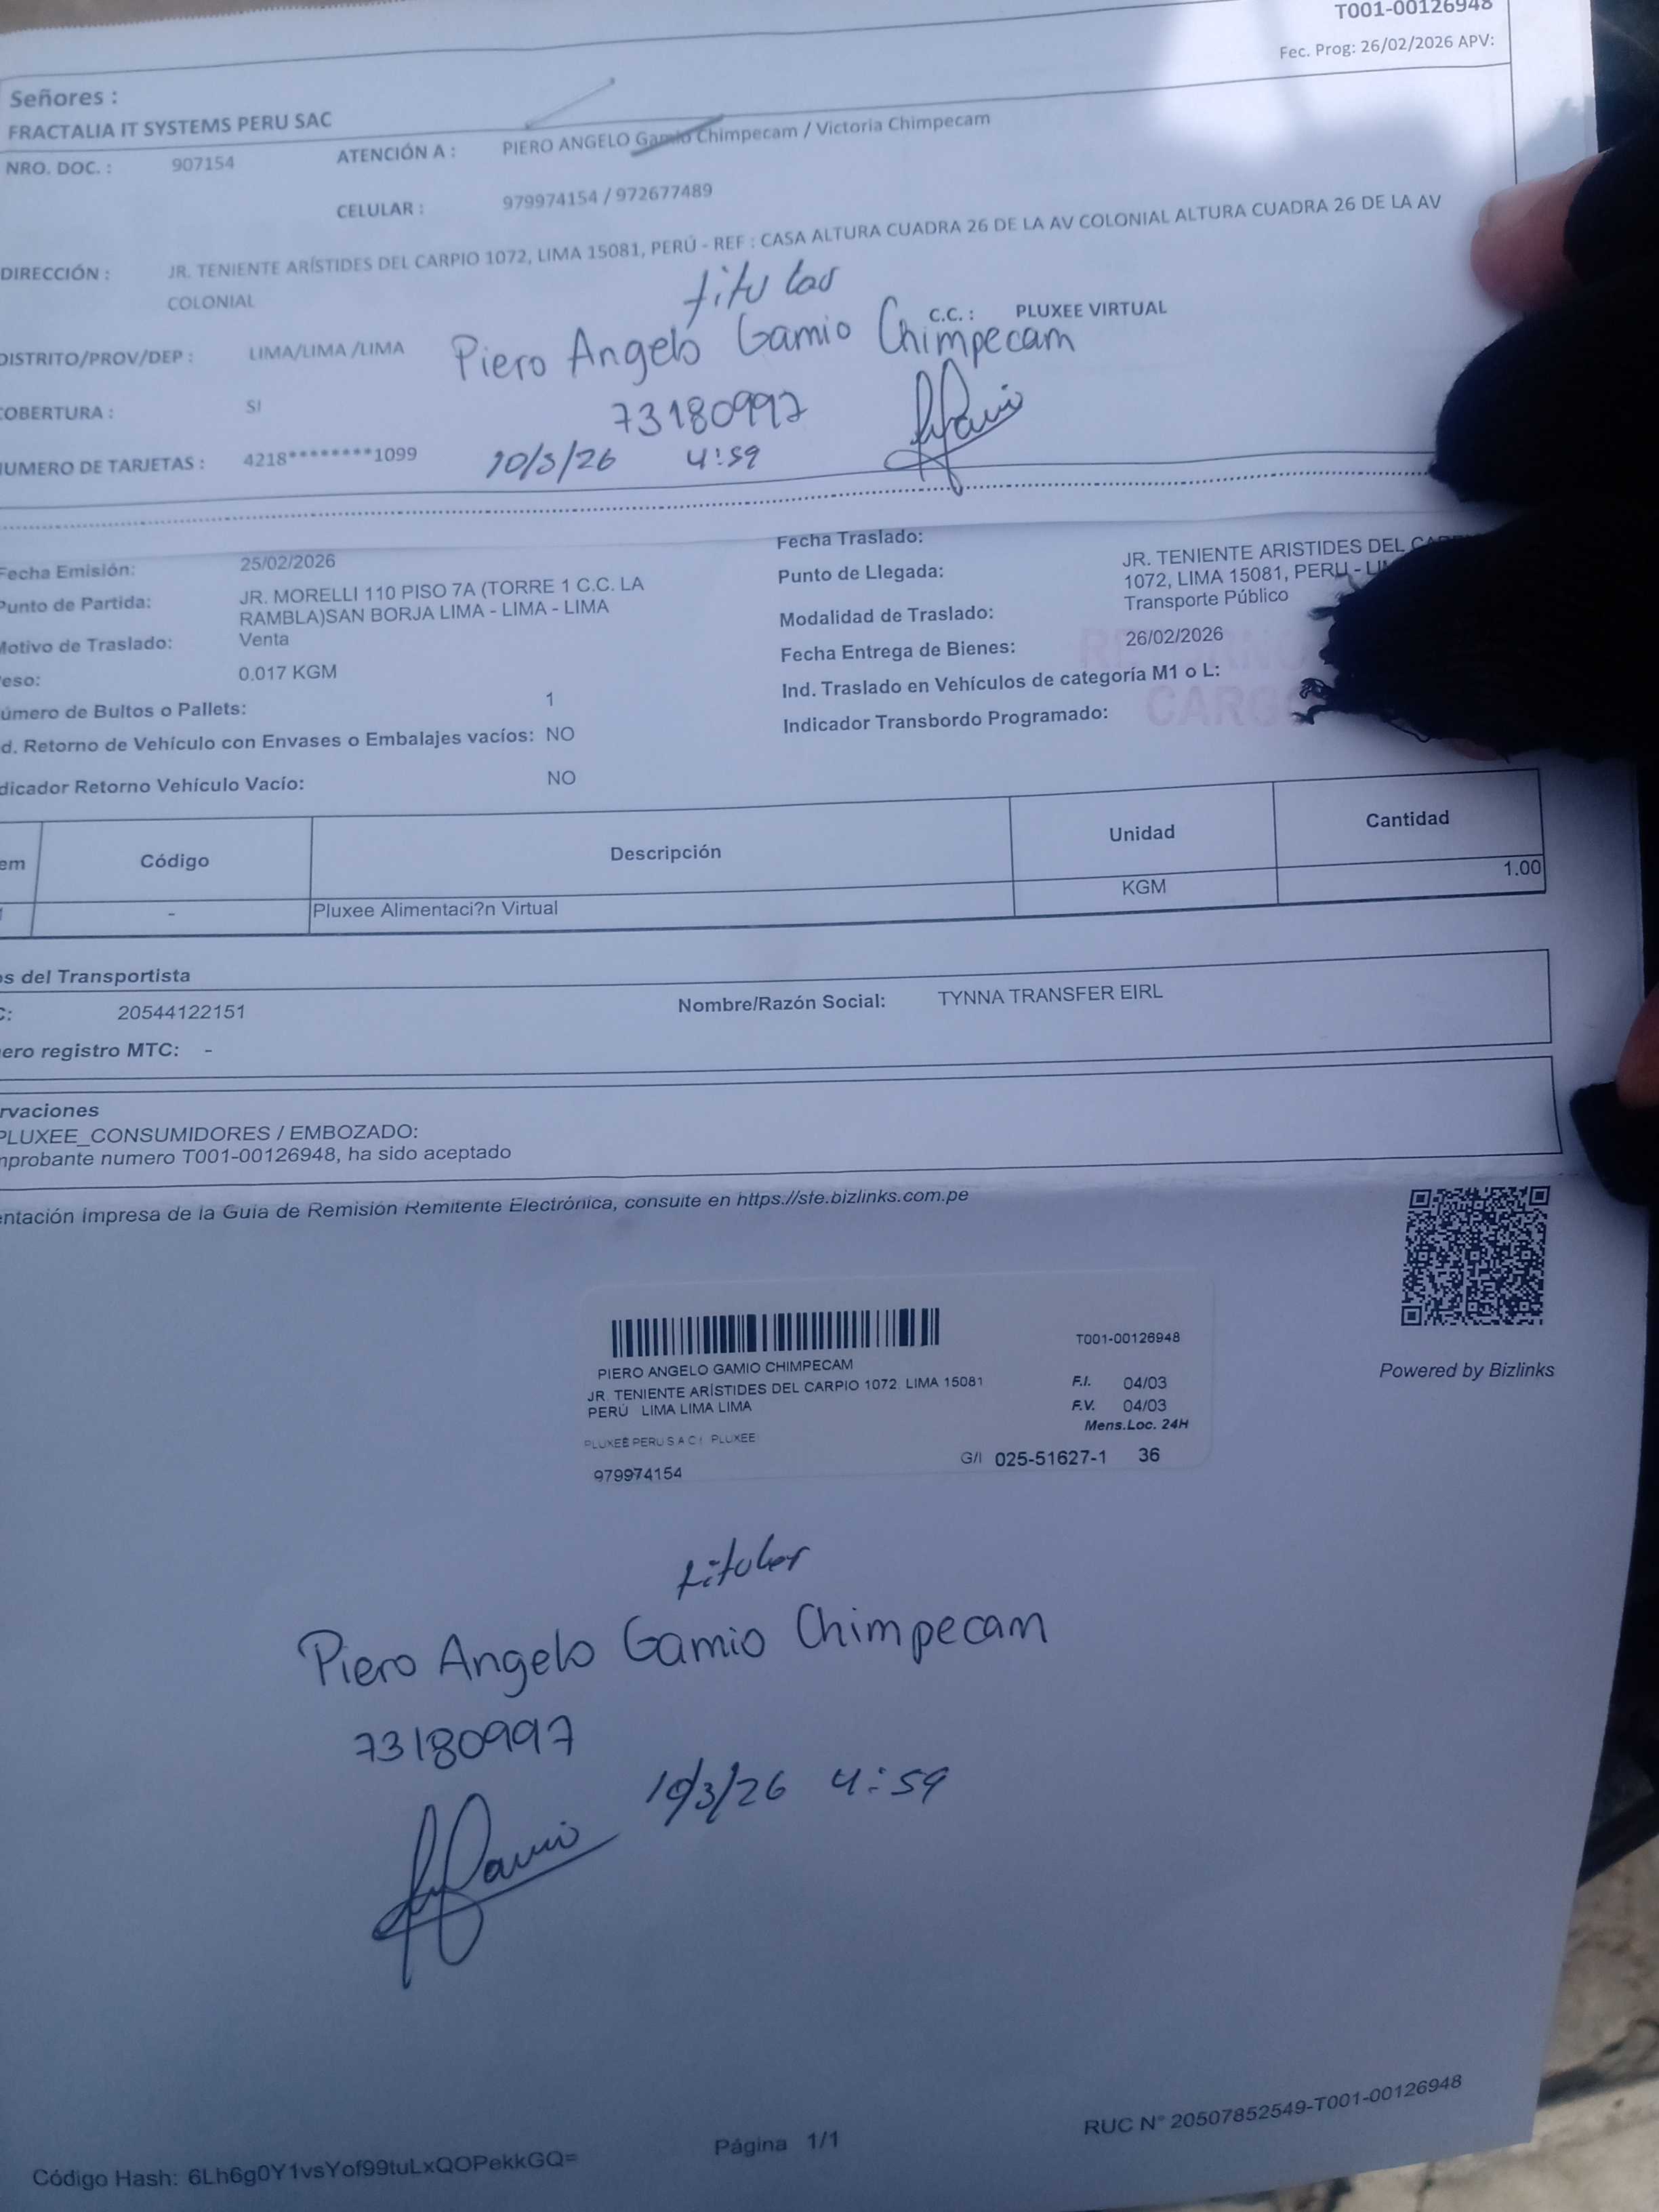 T001-00126948
Fec. Prog: 26/02/2026 APV:
Señores :
FRACTALIA IT SYSTEMS PERU SAC
NRO. DOC. : 907154 ATENCIÓN A : PIERO ANGELO Gamio Chimpecam / Victoria Chimpecam
CELULAR : 979974154 / 972677489
DIRECCIÓN : JR. TENIENTE ARÍSTIDES DEL CARPIO 1072, LIMA 15081, PERÚ - REF : CASA ALTURA CUADRA 26 DE LA AV COLONIAL ALTURA CUADRA 26 DE LA AV
COLONIAL
titular
C.C. : PLUXEE VIRTUAL
DISTRITO/PROV/DEP : LIMA/LIMA /LIMA
Piero Angelo Gamio Chimpecam
COBERTURA : SI
73180997
NUMERO DE TARJETAS : 4218********1099
10/3/26 4:59
Fecha Emisión: 25/02/2026
Fecha Traslado:
Punto de Partida: JR. MORELLI 110 PISO 7A (TORRE 1 C.C. LA
RAMBLA)SAN BORJA LIMA - LIMA - LIMA
Punto de Llegada: JR. TENIENTE ARISTIDES DEL
1072, LIMA 15081, PERU -
Motivo de Traslado: Venta
Modalidad de Traslado: Transporte Público
eso: 0.017 KGM
Fecha Entrega de Bienes: 26/02/2026
úmero de Bultos o Pallets: 1
Ind. Traslado en Vehículos de categoría M1 o L:
d. Retorno de Vehículo con Envases o Embalajes vacíos: NO
Indicador Transbordo Programado:
CARGO
dicador Retorno Vehículo Vacío: NO
em Código Descripción Unidad Cantidad
- Pluxee Alimentaci?n Virtual KGM 1.00
os del Transportista
C: 20544122151 Nombre/Razón Social: TYNNA TRANSFER EIRL
ero registro MTC: -
rvaciones
PLUXEE_CONSUMIDORES / EMBOZADO:
mprobante numero T001-00126948, ha sido aceptado
entación impresa de la Guia de Remisión Remitente Electrónica, consulte en https://sfe.bizlinks.com.pe
Powered by Bizlinks
T001-00126948
PIERO ANGELO GAMIO CHIMPECAM
JR. TENIENTE ARÍSTIDES DEL CARPIO 1072 LIMA 15081
PERÚ LIMA LIMA LIMA
F.I. 04/03
F.V. 04/03
Mens.Loc. 24H
PLUXEE PERU S A C / PLUXEE
979974154
G/I 025-51627-1 36
titular
Piero Angelo Gamio Chimpecam
73180997
10/3/26 4:59
RUC N° 20507852549-T001-00126948
Página 1/1
Código Hash: 6Lh6g0Y1vsYof99tuLxQOPekkGQ=